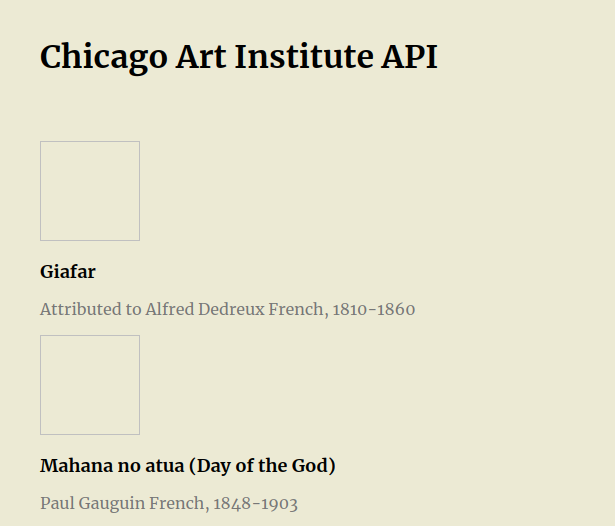 Chicago Art Institute API
Giafar
Attributed to Alfred Dedreux French, 1810-1860
Mahana no atua (Day of the God)
Paul Gauguin French, 1848-1903